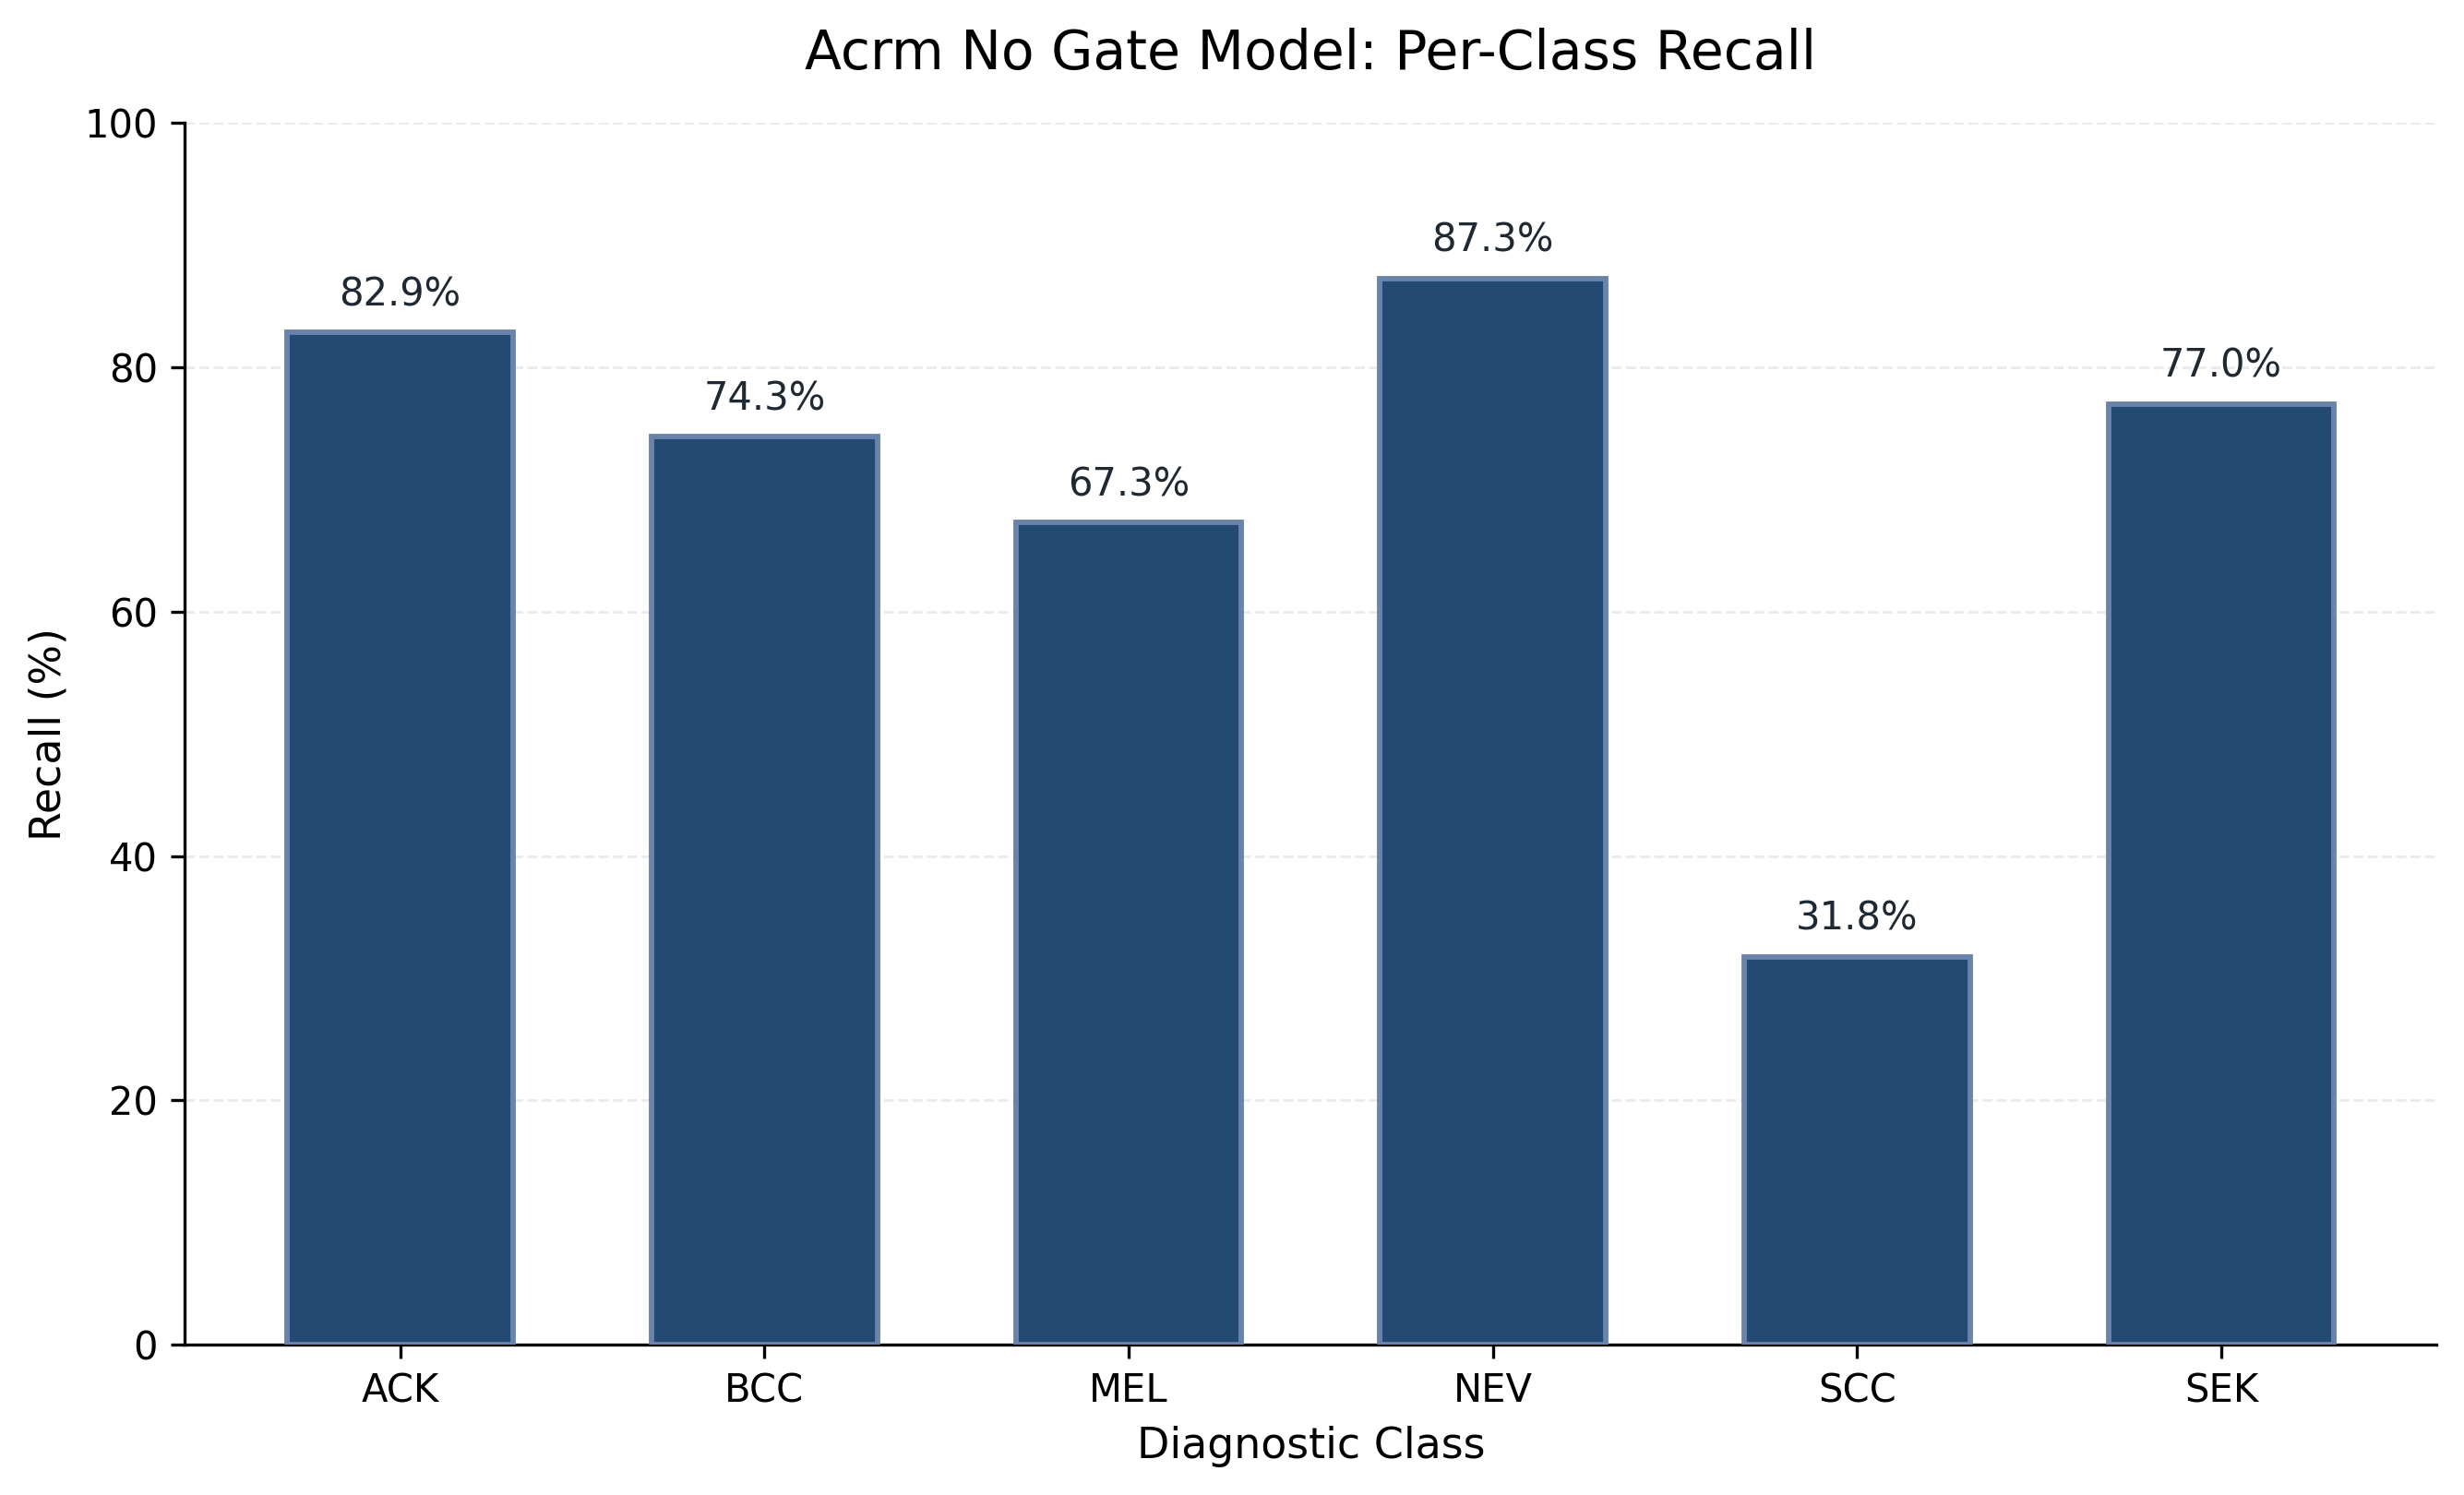 Acrm No Gate Model: Per-Class Recall
100
80
60
40
20
0
Recall (%)
82.9%
74.3%
67.3%
87.3%
31.8%
77.0%
ACK
BCC
MEL
NEV
SCC
SEK
Diagnostic Class